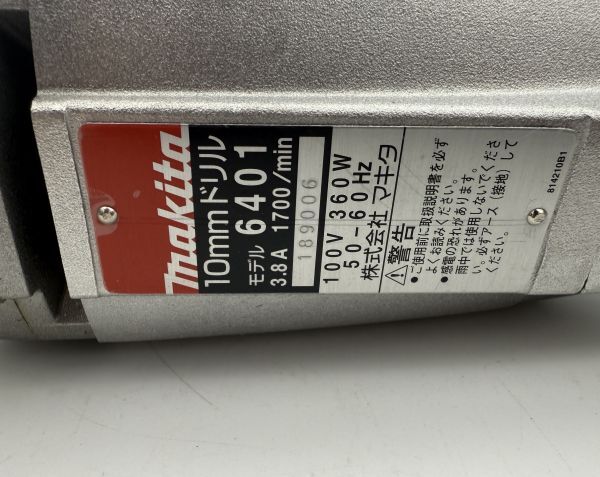 makita
10mmドリル
モデル 6401
3.8A 1700/min
189006
100V 360W
50-60Hz
株式会社 マキタ
⚠警告
●ご使用前に取扱説明書を必ず
よくお読みください。
●感電の恐れがあります。
雨中では使用しないでくださ
い。必ずアース（接地）して
ください。
814210B1